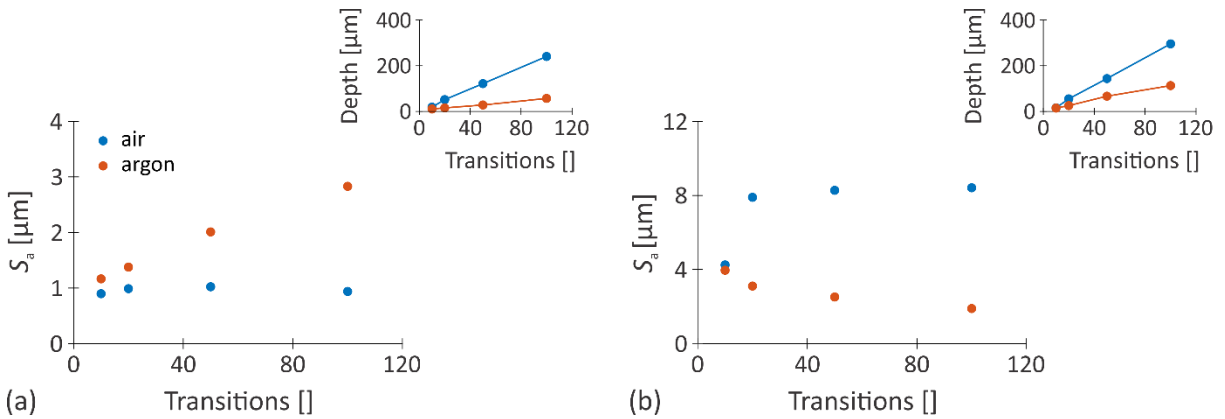 400
200
0
Depth [µm]
0 40 80 120
Transitions []
4
3
2
1
0
Sa [µm]
air
argon
0 40 80 120
(a) Transitions []
400
200
0
Depth [µm]
0 40 80 120
Transitions []
12
8
4
0
Sa [µm]
0 40 80 120
(b) Transitions []